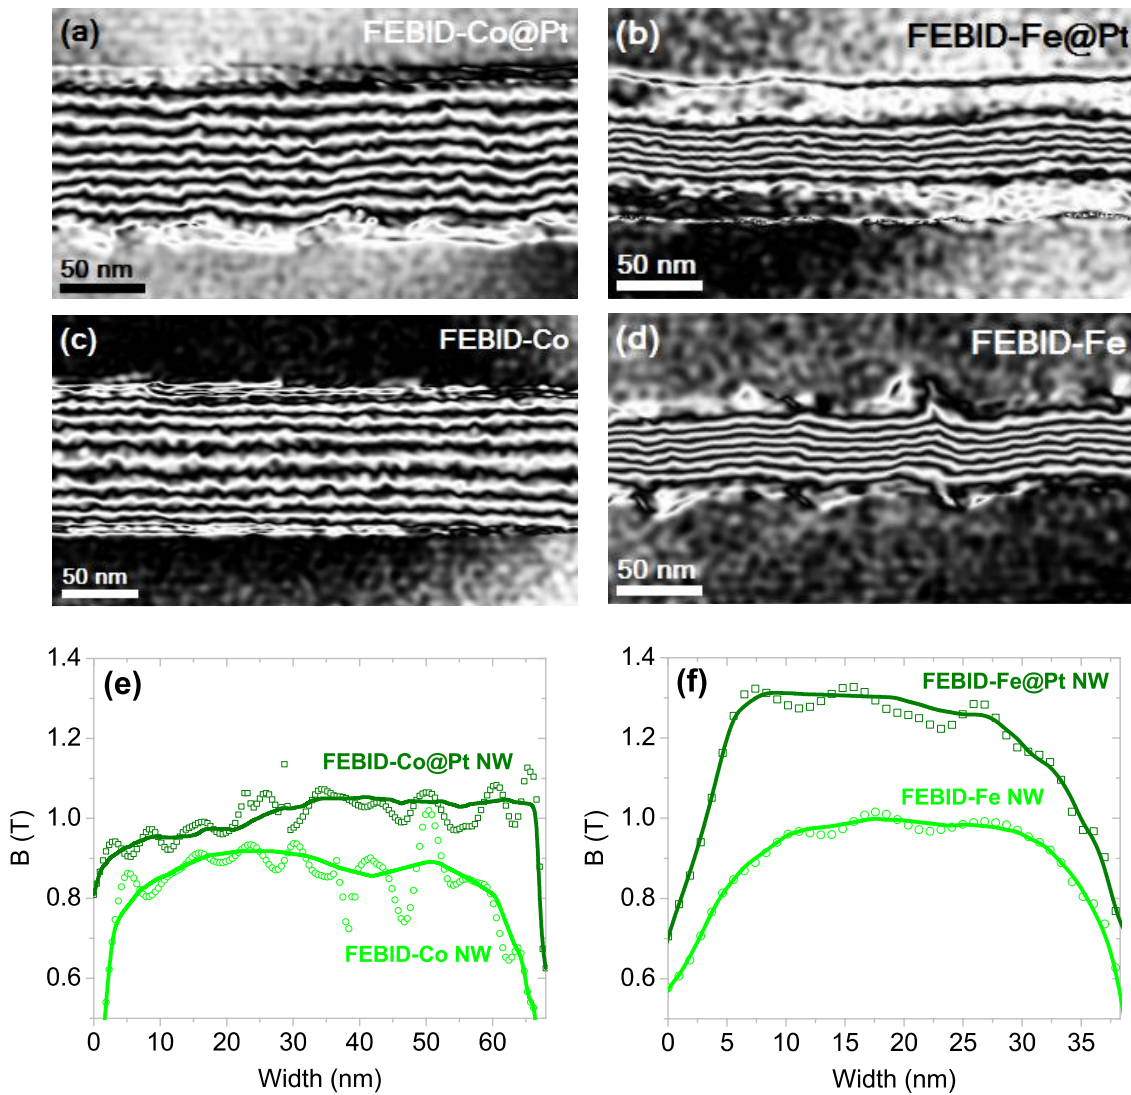 (a) FEBID-Co@Pt
50 nm
(b) FEBID-Fe@Pt
50 nm
(c) FEBID-Co
50 nm
(d) FEBID-Fe
50 nm
(e)
1.4
1.2
1.0
0.8
0.6
B (T)
FEBID-Co@Pt NW
FEBID-Co NW
0 10 20 30 40 50 60
Width (nm)
(f)
1.4
1.2
1.0
0.8
0.6
B (T)
FEBID-Fe@Pt NW
FEBID-Fe NW
0 5 10 15 20 25 30 35
Width (nm)